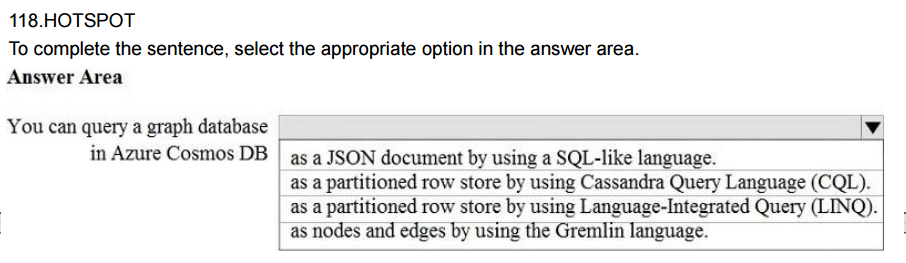 118.HOTSPOT
To complete the sentence, select the appropriate option in the answer area.
Answer Area
You can query a graph database
in Azure Cosmos DB
as a JSON document by using a SQL-like language.
as a partitioned row store by using Cassandra Query Language (CQL).
as a partitioned row store by using Language-Integrated Query (LINQ).
as nodes and edges by using the Gremlin language.